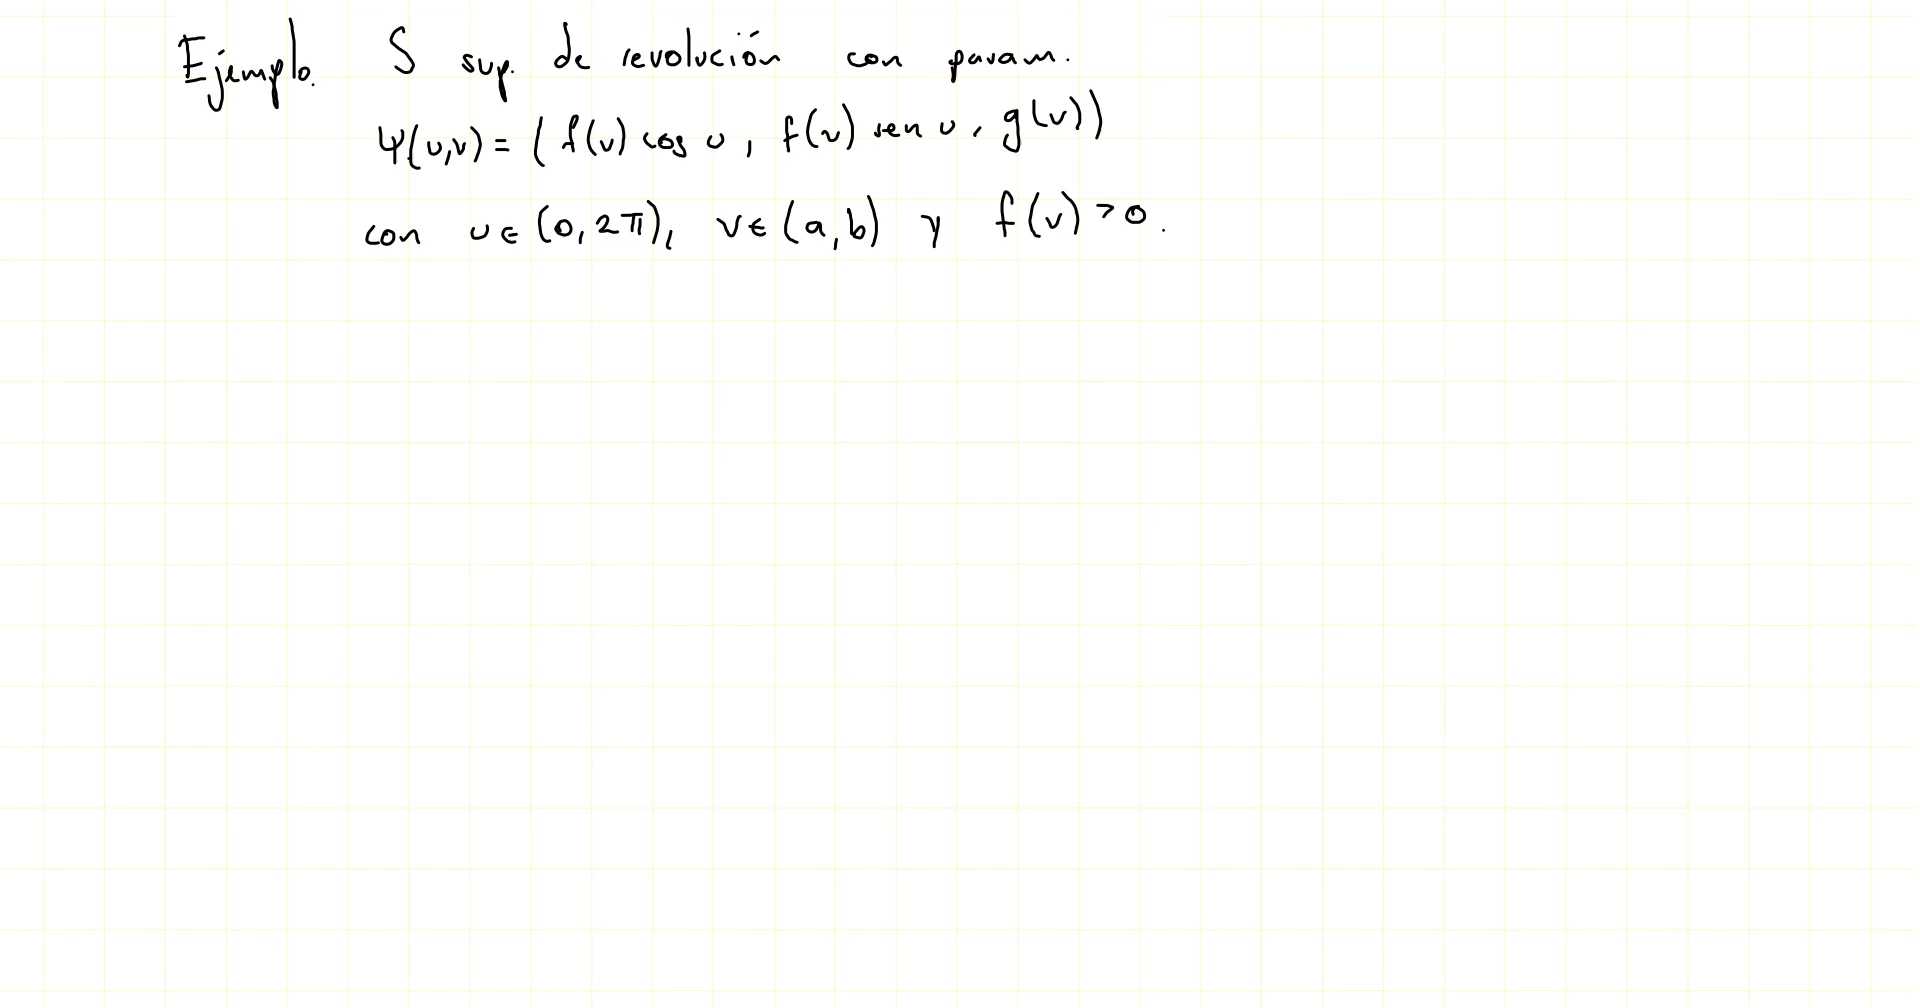 Ejemplo. S sup. de revolución con param.
Ψ(u,v) = (f(v) cos u, f(v) sen u, g(v))
con u ∈ (0, 2π), v ∈ (a, b) y f(v) > 0.